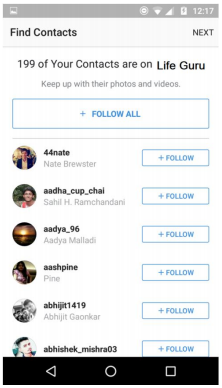 12:17
Find Contacts NEXT
199 of Your Contacts are on Life Guru
Keep up with their photos and videos.
+ FOLLOW ALL
44nate
Nate Brewster
+ FOLLOW
aadha_cup_chai
Sahil H. Ramchandani
+ FOLLOW
aadya_96
Aadya Malladi
+ FOLLOW
aashpine
Pine
+ FOLLOW
abhijit1419
Abhijit Gaonkar
+ FOLLOW
abhishek_mishra03
+ FOLLOW